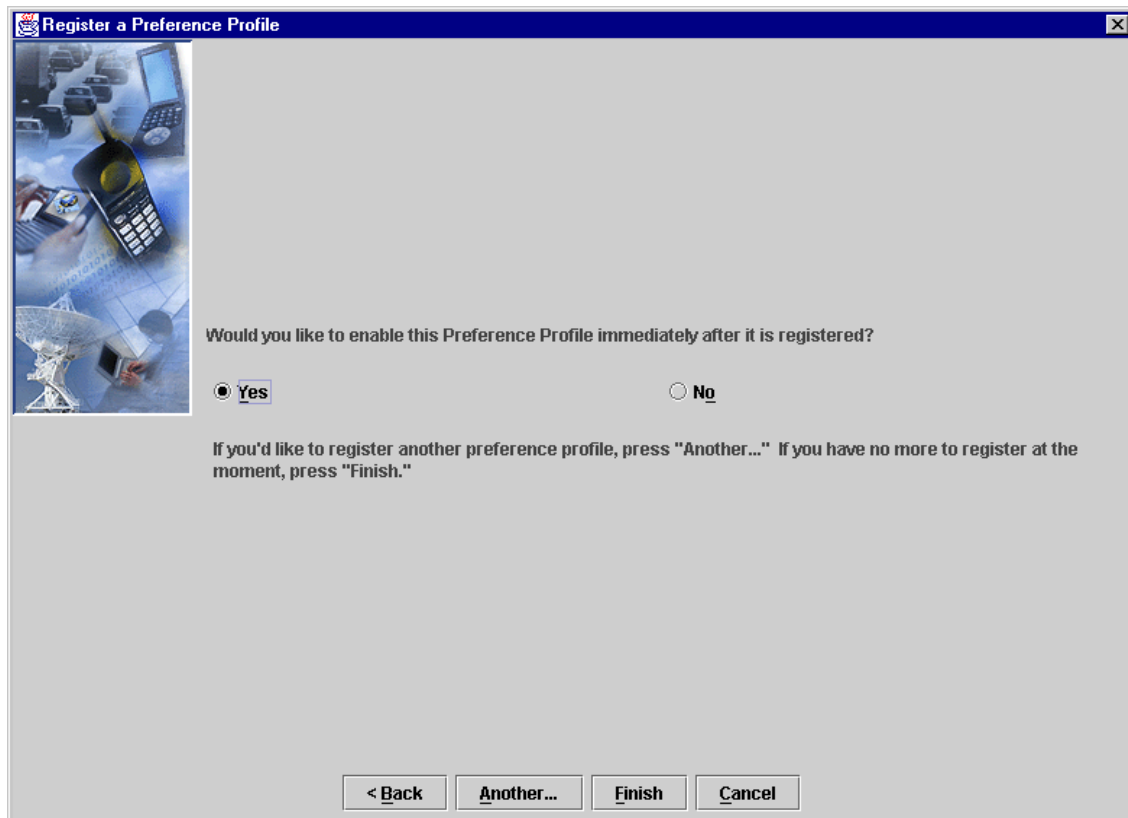 Register a Preference Profile
Would you like to enable this Preference Profile immediately after it is registered?
Yes
No
If you'd like to register another preference profile, press "Another..." If you have no more to register at the
moment, press "Finish."
< Back
Another...
Finish
Cancel